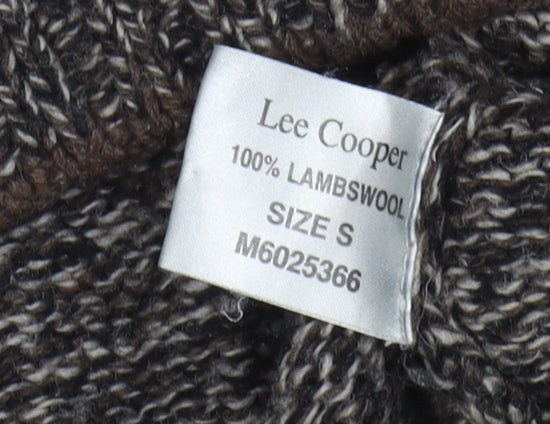 Lee Cooper
100% LAMBSWOOL
SIZE S
M6025366